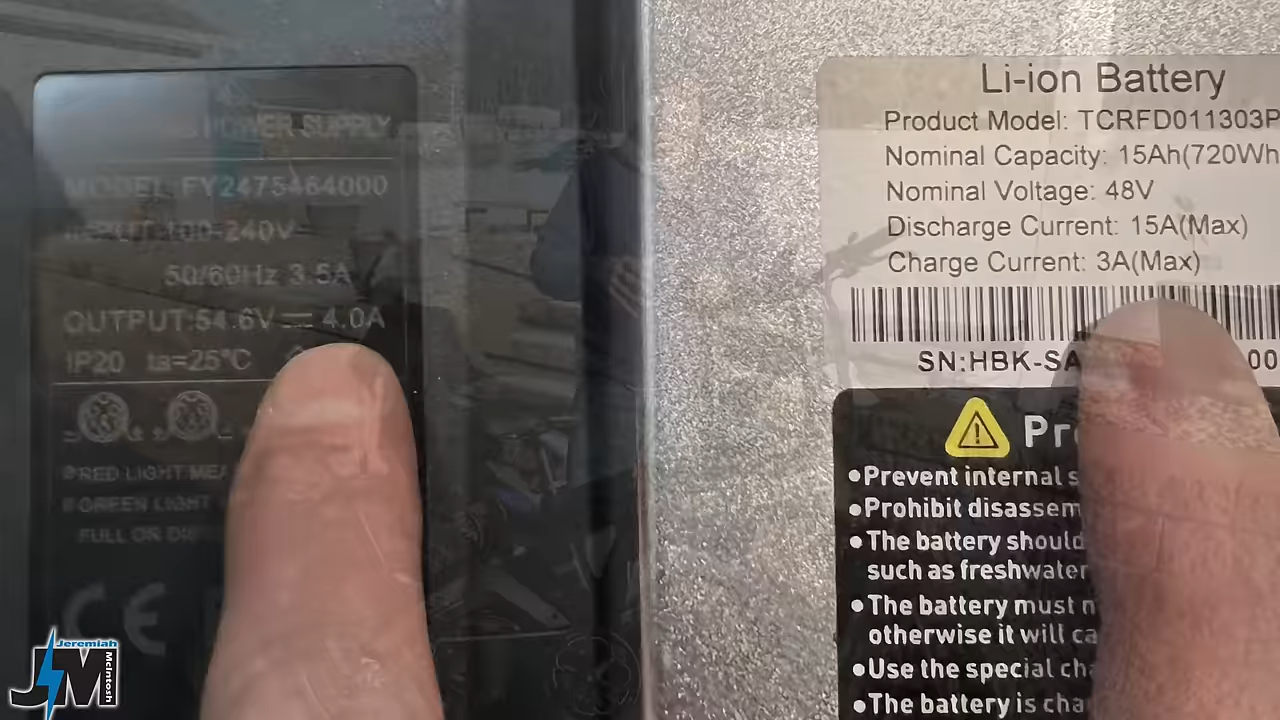 POWER SUPPLY
MODEL: FY2475464000
INPUT:100-240V~
50/60Hz 3.5A
OUTPUT:54.6V 4.0A
IP20 ta=25°C
RED LIGHT MEA
GREEN LIGHT
FULL OR DIS
CE
Li-ion Battery
Product Model: TCRFD011303P
Nominal Capacity: 15Ah(720Wh
Nominal Voltage: 48V
Discharge Current: 15A(Max)
Charge Current: 3A(Max)
SN:HBK-SA 00
Pr
•Prevent internal s
•Prohibit disassem
•The battery should
such as freshwater
•The battery must n
otherwise it will ca
•Use the special cha
•The battery is cha
Jeremiah
McIntosh
JM